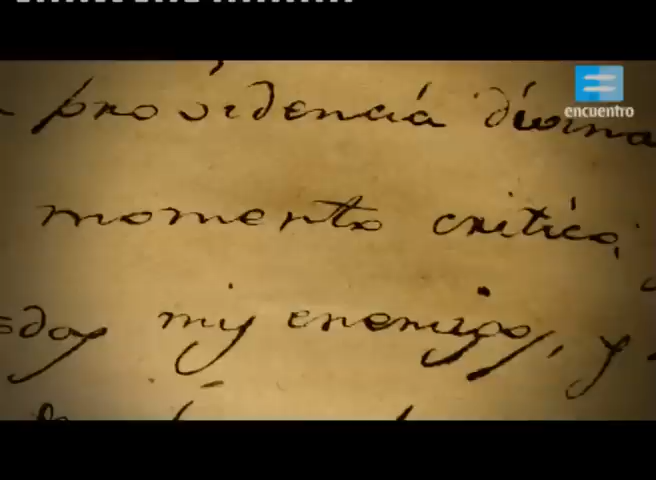 providencia divina
encuentro
momento critico,
mis enemigos, y